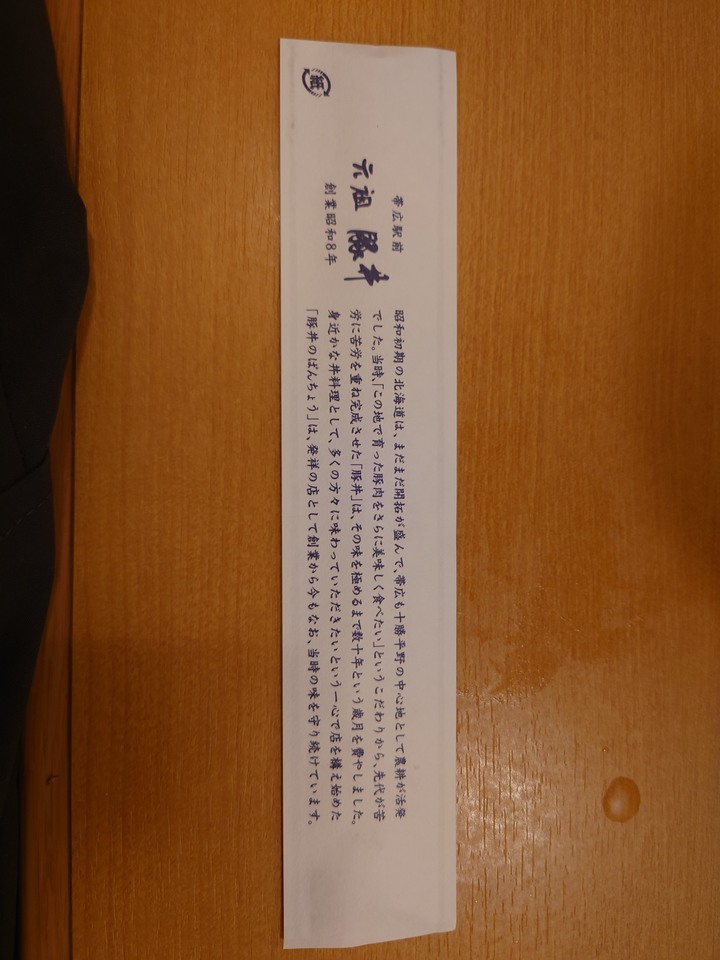 帯広駅前
元祖 豚丼
創業昭和8年
昭和初期の北海道は、まだまだ開拓が盛んで、帯広も十勝平野の中心地として農耕が活発
でした。当時、「この地で育った豚肉をさらに美味しく食べたい」というこだわりから、先代が苦
労に苦労を重ね完成させた「豚丼」は、その味を極めるまで数十年という歳月を費やしました。
身近かな丼料理として、多くの方々に味わっていただきたいという一心で店を構え始めた
「豚丼のぱんちょう」は、発祥の店として創業から今もなお、当時の味を守り続けています。
紙